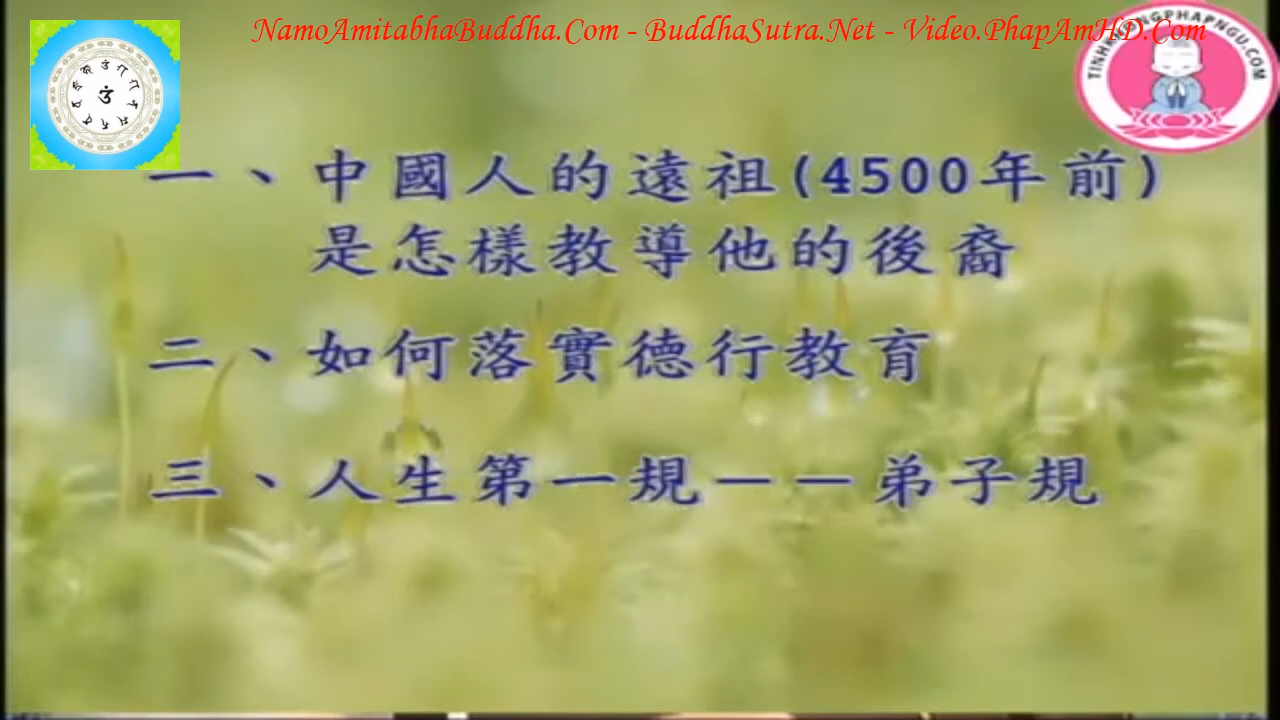 NamoAmitabhaBuddha.Com - BuddhaSutra.Net - Video.PhapAmHD.Com
一、中國人的遠祖(4500年前)
是怎樣教導他的後裔
二、如何落實德行教育
三、人生第一規－－弟子規